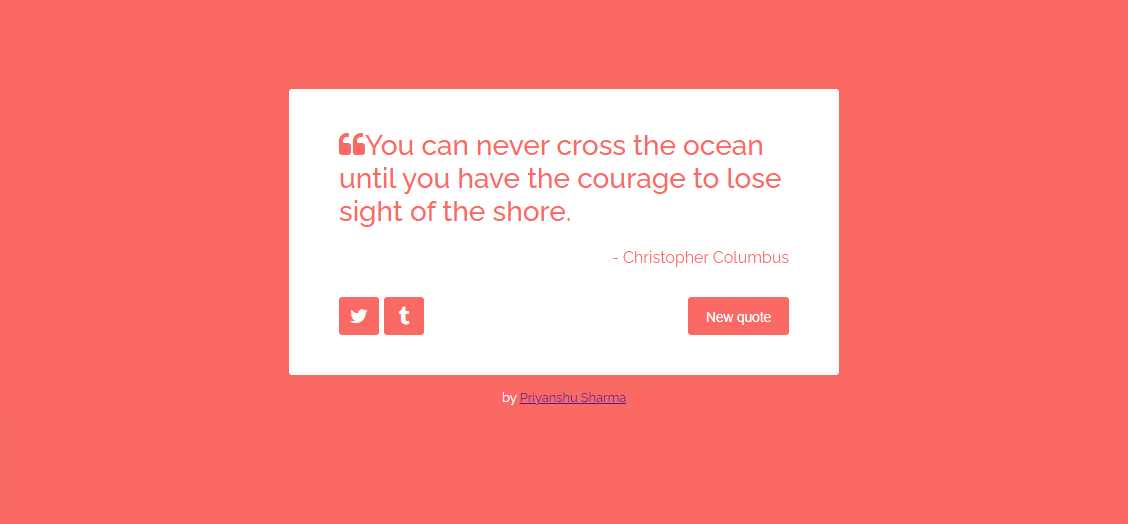 ❝You can never cross the ocean
until you have the courage to lose
sight of the shore.
- Christopher Columbus
New quote
by Priyanshu Sharma